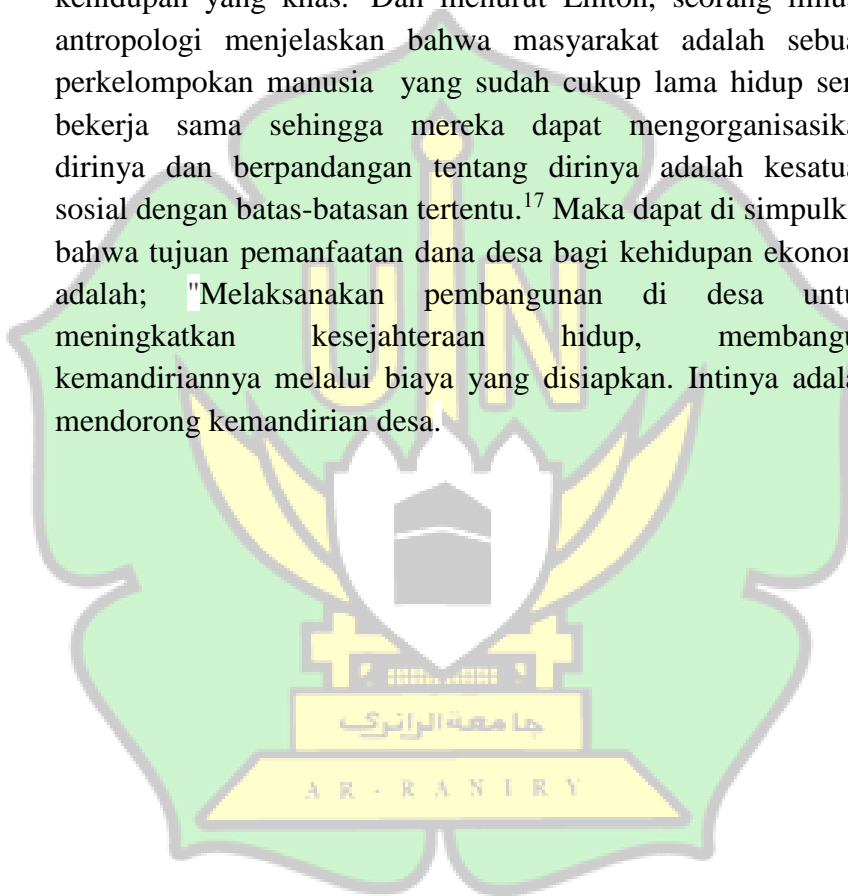 kehidupan yang khas. Dan menurut Linton, seorang
antropologi menjelaskan bahwa masyarakat adalah sebua
perkelompokan manusia yang sudah cukup lama hidup ser
bekerja sama sehingga mereka dapat mengorganisasika
dirinya dan berpandangan tentang dirinya adalah kesatua
sosial dengan batas-batasan tertentu.17 Maka dapat di simpulk
bahwa tujuan pemanfaatan dana desa bagi kehidupan ekonor
adalah; "Melaksanakan pembangunan di desa untu
meningkatkan kesejahteraan hidup, membangu
kemandiriannya melalui biaya yang disiapkan. Intinya adala
mendorong kemandirian desa.
UIN
جامعة الرانري
AR-RANIRY